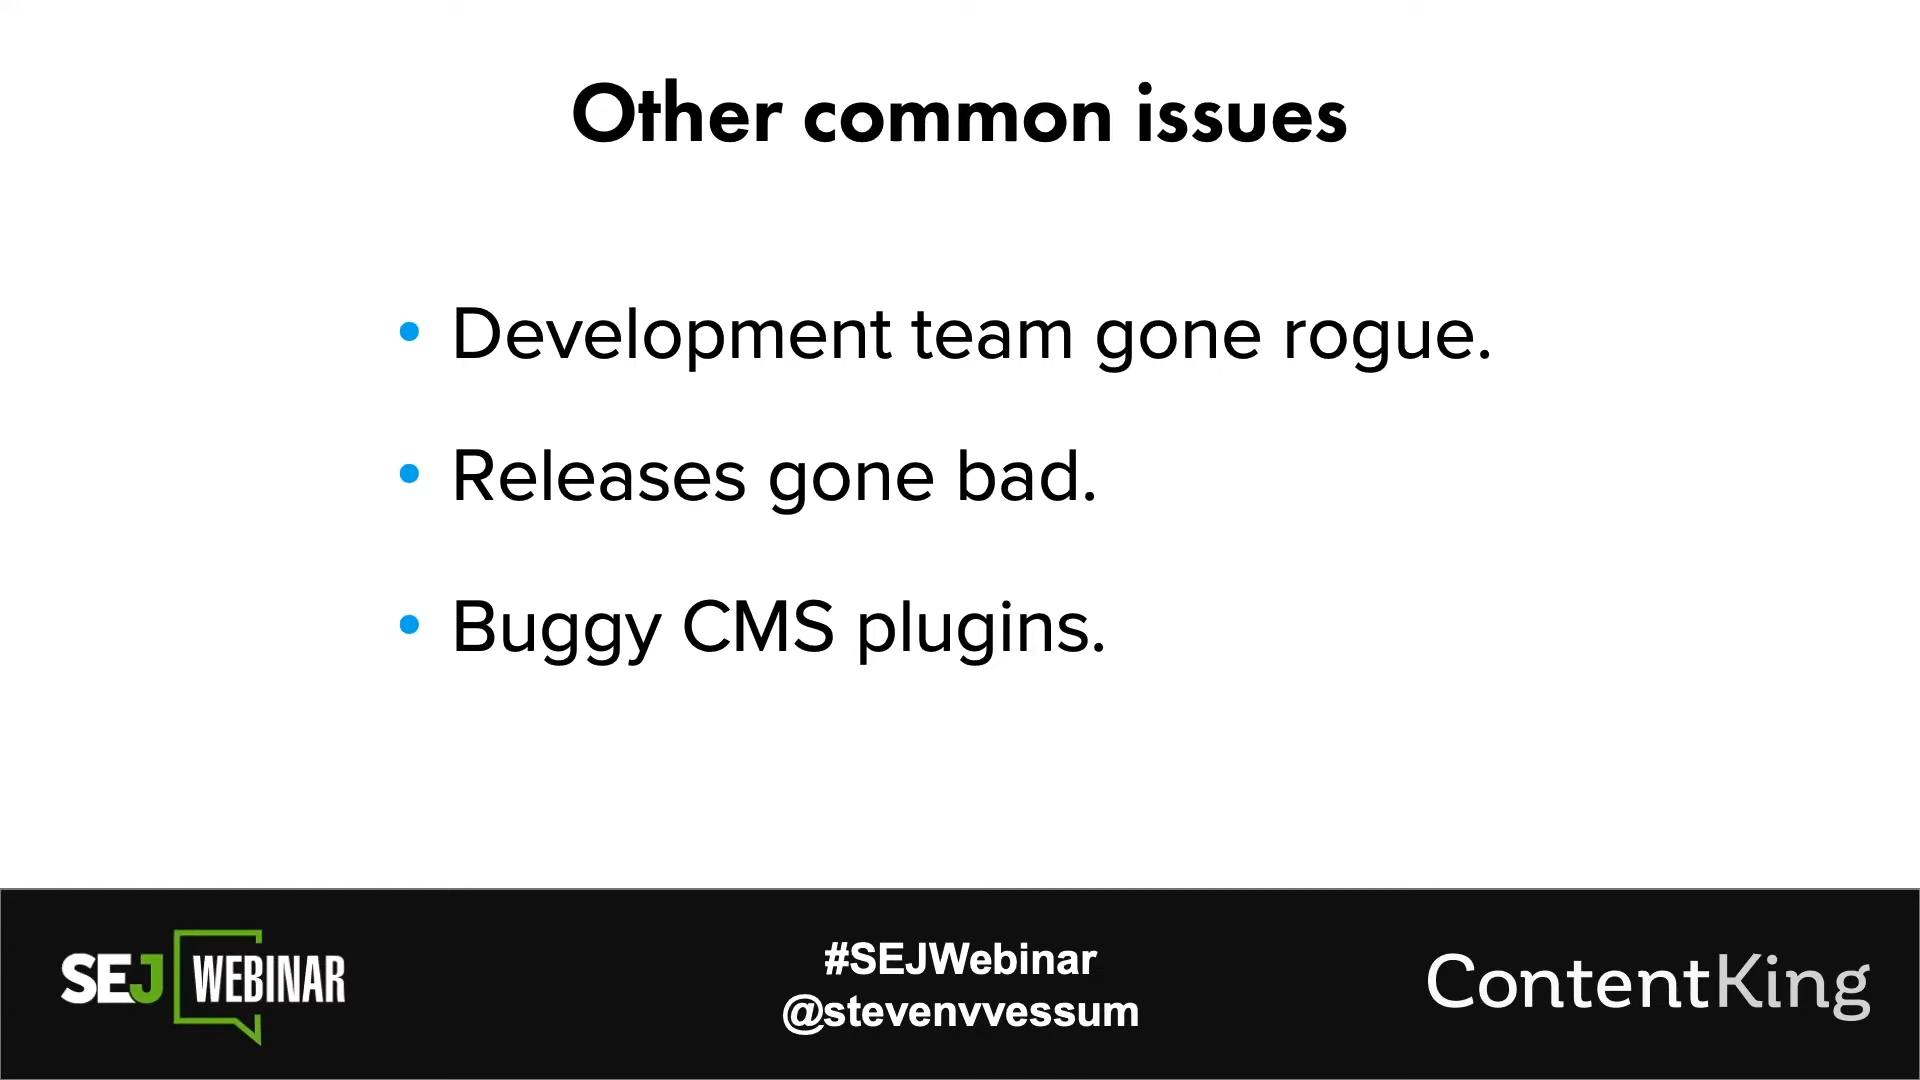 Other common issues
• Development team gone rogue.
• Releases gone bad.
• Buggy CMS plugins.
SEJ WEBINAR
#SEJWebinar
@stevenvvessum
ContentKing